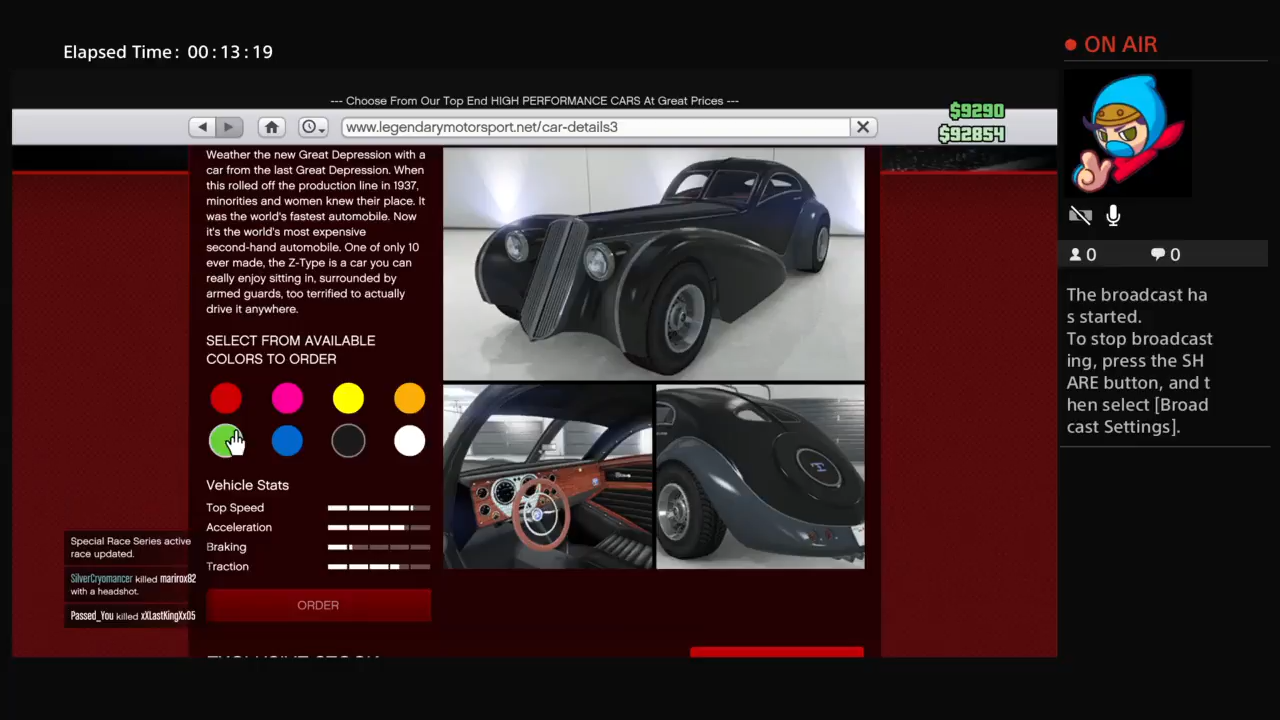 Elapsed Time: 00:13:19
ON AIR
--- Choose From Our Top End HIGH PERFORMANCE CARS At Great Prices ---
$9290
$92854
www.legendarymotorsport.net/car-details3
Weather the new Great Depression with a
car from the last Great Depression. When
this rolled off the production line in 1937,
minorities and women knew their place. It
was the world's fastest automobile. Now
it's the world's most expensive
second-hand automobile. One of only 10
ever made, the Z-Type is a car you can
really enjoy sitting in, surrounded by
armed guards, too terrified to actually
drive it anywhere.
SELECT FROM AVAILABLE
COLORS TO ORDER
Vehicle Stats
Top Speed
Acceleration
Braking
Traction
ORDER
Special Race Series active
race updated.
SilverCryomancer killed marirox82
with a headshot.
Passed_You killed xXLastKingXx05
0
0
The broadcast ha
s started.
To stop broadcast
ing, press the SH
ARE button, and t
hen select [Broad
cast Settings].